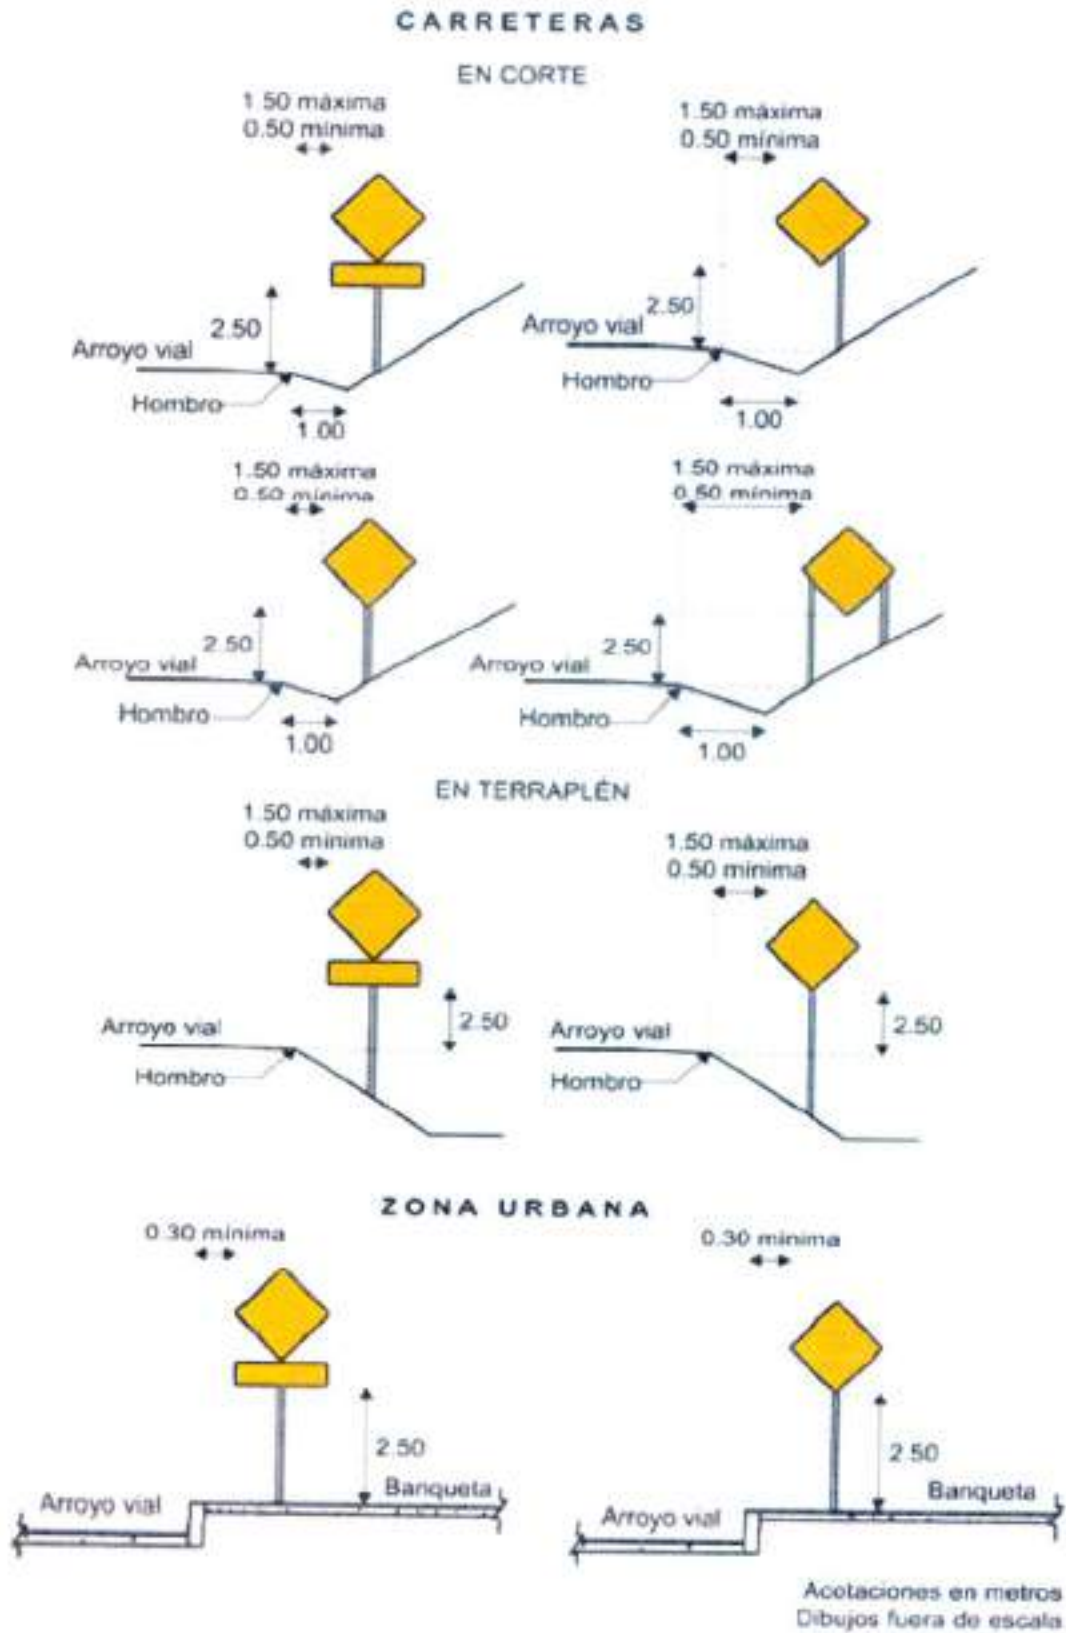 CARRETERAS
EN CORTE
1.50 máxima
0.50 mínima
2.50
Arroyo vial
Hombro
1.00
1.50 máxima
0.50 mínima
2.50
Arroyo vial
Hombro
1.00
1.50 máxima
0.50 mínima
2.50
Arroyo vial
Hombro
1.00
1.50 máxima
0.50 mínima
2.50
Arroyo vial
Hombro
1.00
EN TERRAPLÉN
1.50 máxima
0.50 mínima
Arroyo vial
2.50
Hombro
1.50 máxima
0.50 mínima
Arroyo vial
2.50
Hombro
ZONA URBANA
0.30 mínima
2.50
Arroyo vial
Banqueta
0.30 mínima
2.50
Arroyo vial
Banqueta
Acotaciones en metros
Dibujos fuera de escala